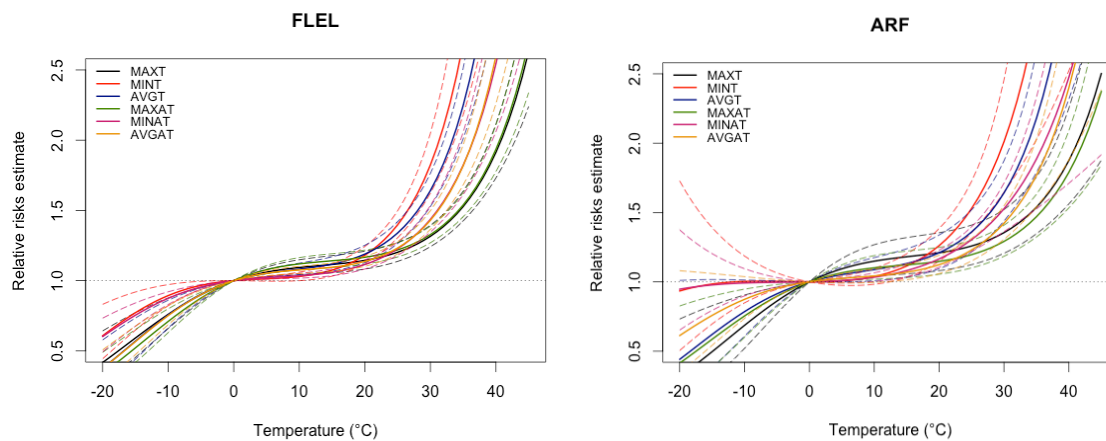 FLEL
2.5
2.0
1.5
1.0
0.5
Relative risks estimate
MAXT
MINT
AVGT
MAXAT
MINAT
AVGAT
-20 -10 0 10 20 30 40
Temperature (°C)
ARF
2.5
2.0
1.5
1.0
0.5
Relative risks estimate
MAXT
MINT
AVGT
MAXAT
MINAT
AVGAT
-20 -10 0 10 20 30 40
Temperature (°C)